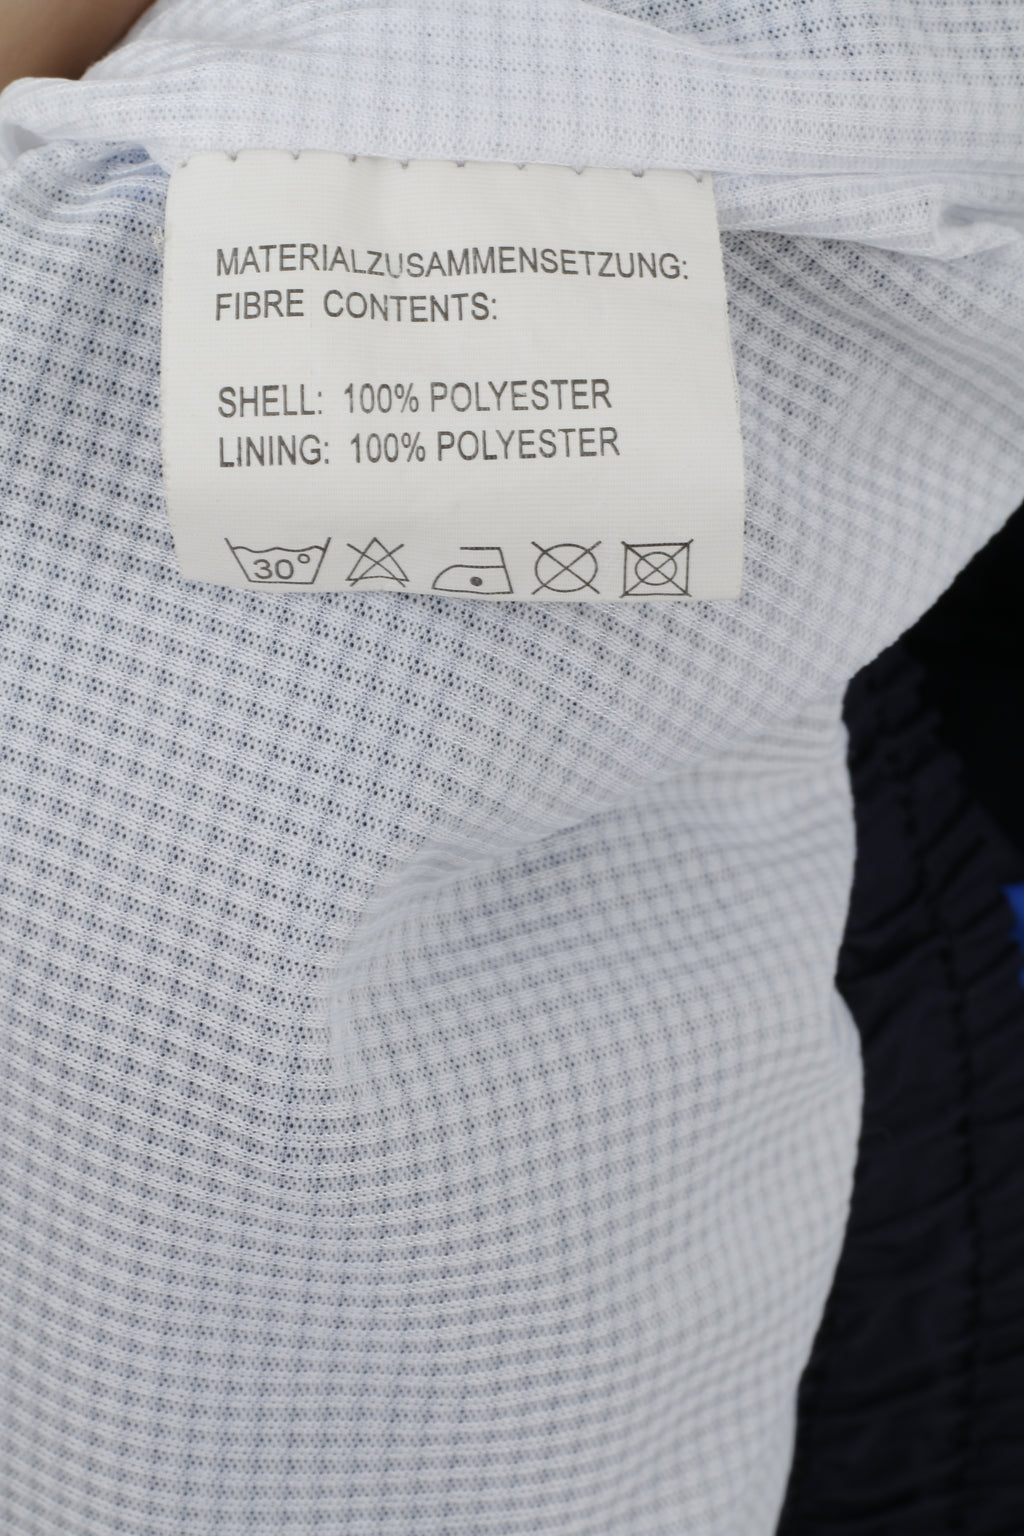 MATERIALZUSAMMENSETZUNG:
FIBRE CONTENTS:
SHELL: 100% POLYESTER
LINING: 100% POLYESTER
30°